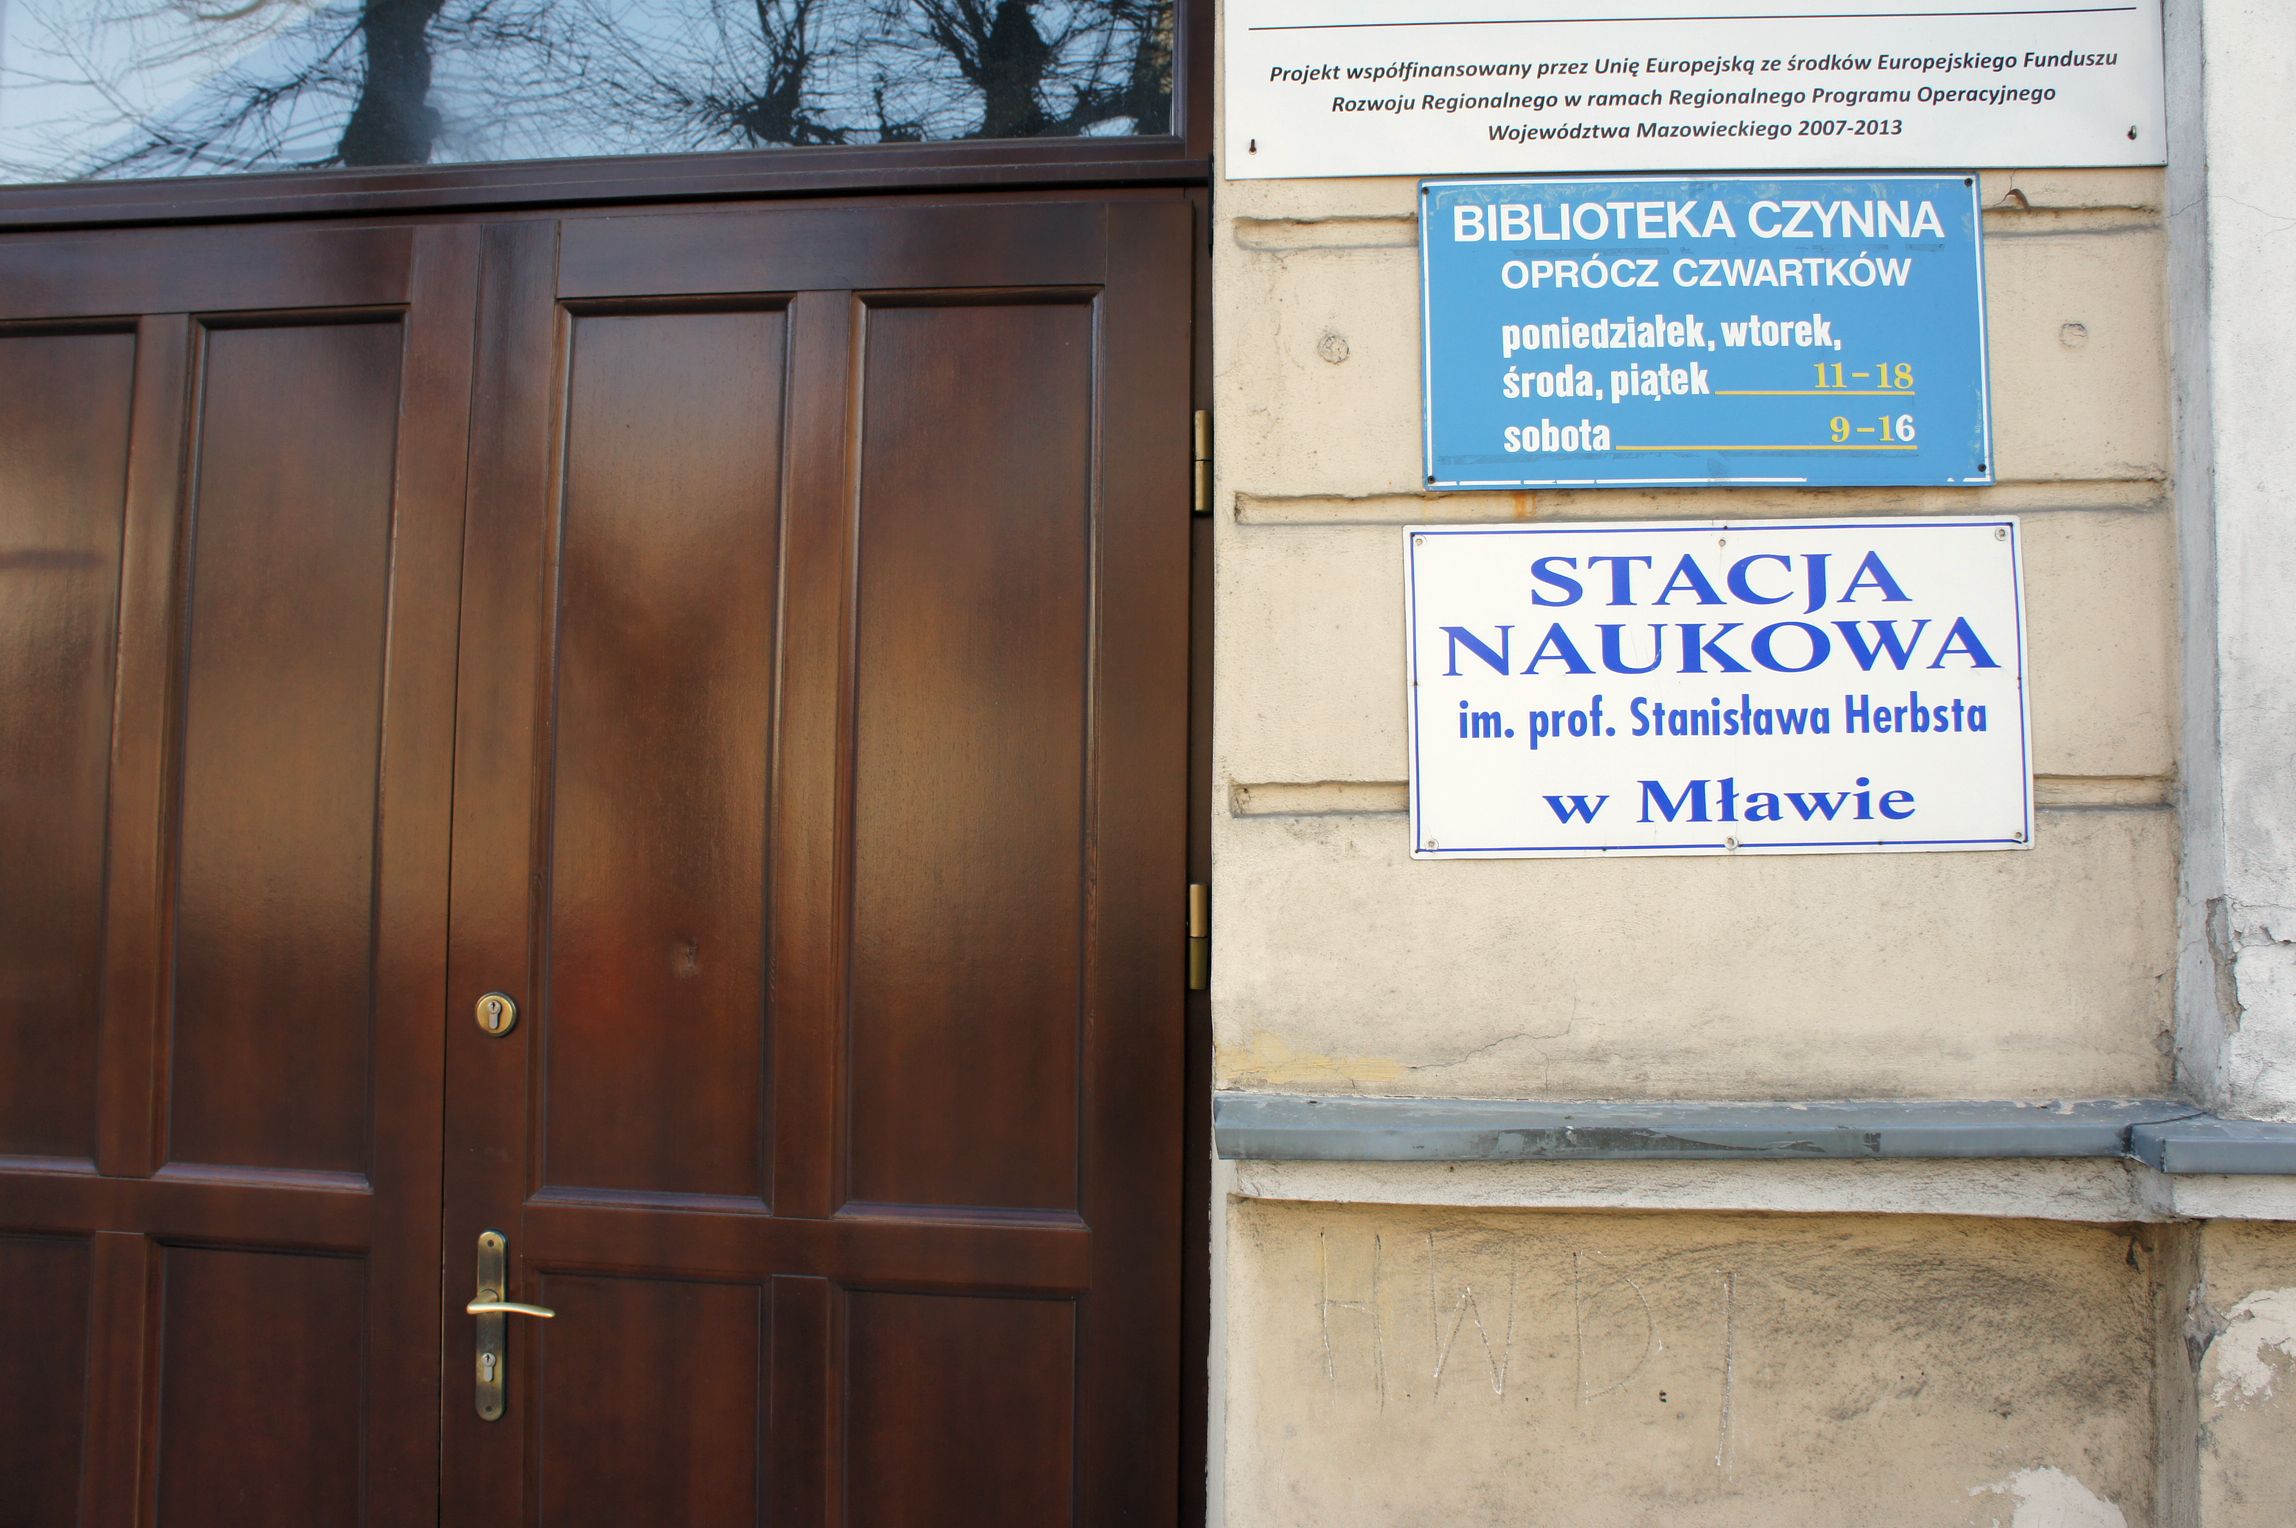 Projekt współfinansowany przez Unię Europejską ze środków Europejskiego Funduszu
Rozwoju Regionalnego w ramach Regionalnego Programu Operacyjnego
Województwa Mazowieckiego 2007-2013
BIBLIOTEKA CZYNNA
OPRÓCZ CZWARTKÓW
poniedziałek, wtorek,
środa, piątek 11-18
sobota 9-16
STACJA
NAUKOWA
im. prof. Stanisława Herbsta
w Mławie
HWDJ